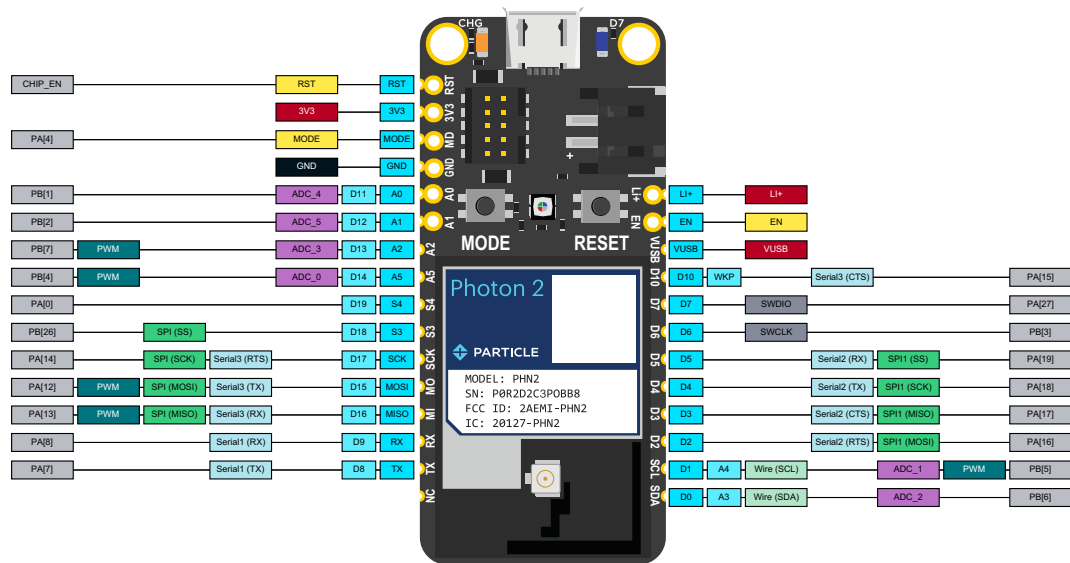 CHG D7
CHIP_EN RST RST RST
3V3 3V3 3V3
PA[4] MODE MODE MD
GND GND GND
PB[1] ADC_4 D11 A0 A0 Li+ LI+ LI+
PB[2] ADC_5 D12 A1 A1 EN EN EN
MODE RESET
PB[7] PWM ADC_3 D13 A2 A2 VUSB VUSB VUSB
PB[4] PWM ADC_0 D14 A5 A5 D10 D10 WKP Serial3 (CTS) PA[15]
Photon 2
PA[0] D19 S4 S4 D7 D7 SWDIO PA[27]
PB[26] SPI (SS) D18 S3 S3 D6 D6 SWCLK PB[3]
PARTICLE
PA[14] SPI (SCK) Serial3 (RTS) D17 SCK SCK D5 D5 Serial2 (RX) SPI1 (SS) PA[19]
MODEL: PHN2
PA[12] PWM SPI (MOSI) Serial3 (TX) D15 MOSI MO D4 D4 Serial2 (TX) SPI1 (SCK) PA[18]
SN: P0R2D2C3POBB8
FCC ID: 2AEMI-PHN2
PA[13] PWM SPI (MISO) Serial3 (RX) D16 MISO MI D3 D3 Serial2 (CTS) SPI1 (MISO) PA[17]
IC: 20127-PHN2
PA[8] Serial1 (RX) D9 RX RX D2 D2 Serial2 (RTS) SPI1 (MOSI) PA[16]
PA[7] Serial1 (TX) D8 TX TX SCL D1 A4 Wire (SCL) ADC_1 PWM PB[5]
NC SDA D0 A3 Wire (SDA) ADC_2 PB[6]